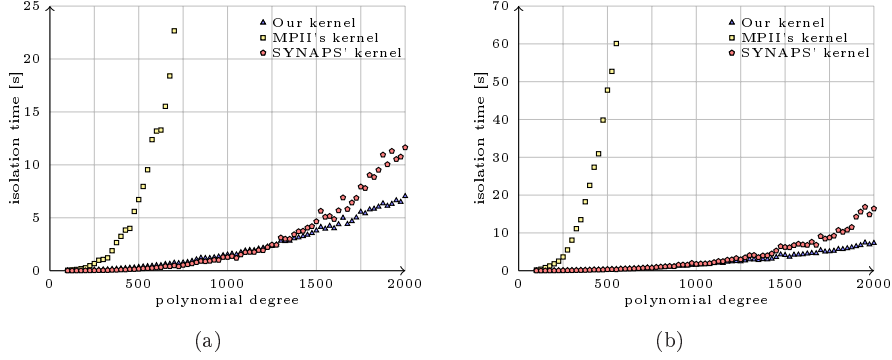 25
20
15
10
5
0
isolation time [s]
Our kernel
MPII's kernel
SYNAPS' kernel
0 500 1000 1500 2000
polynomial degree
(a)
70
60
50
40
30
20
10
0
isolation time [s]
Our kernel
MPII's kernel
SYNAPS' kernel
0 500 1000 1500 2000
polynomial degree
(b)